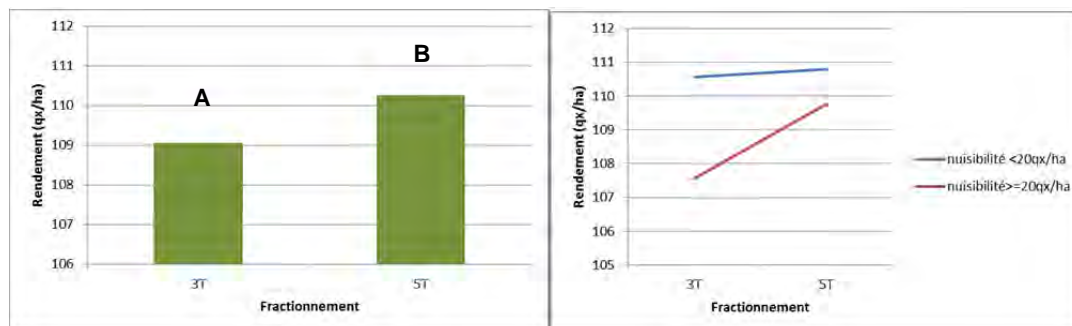 112
111
110
109
108
107
106
Rendement (qx/ha)
A
B
3T
5T
Fractionnement
112
111
110
109
108
107
106
105
Rendement (qx/ha)
3T
5T
Fractionnement
nuisibilité <20qx/ha
nuisibilité>=20qx/ha